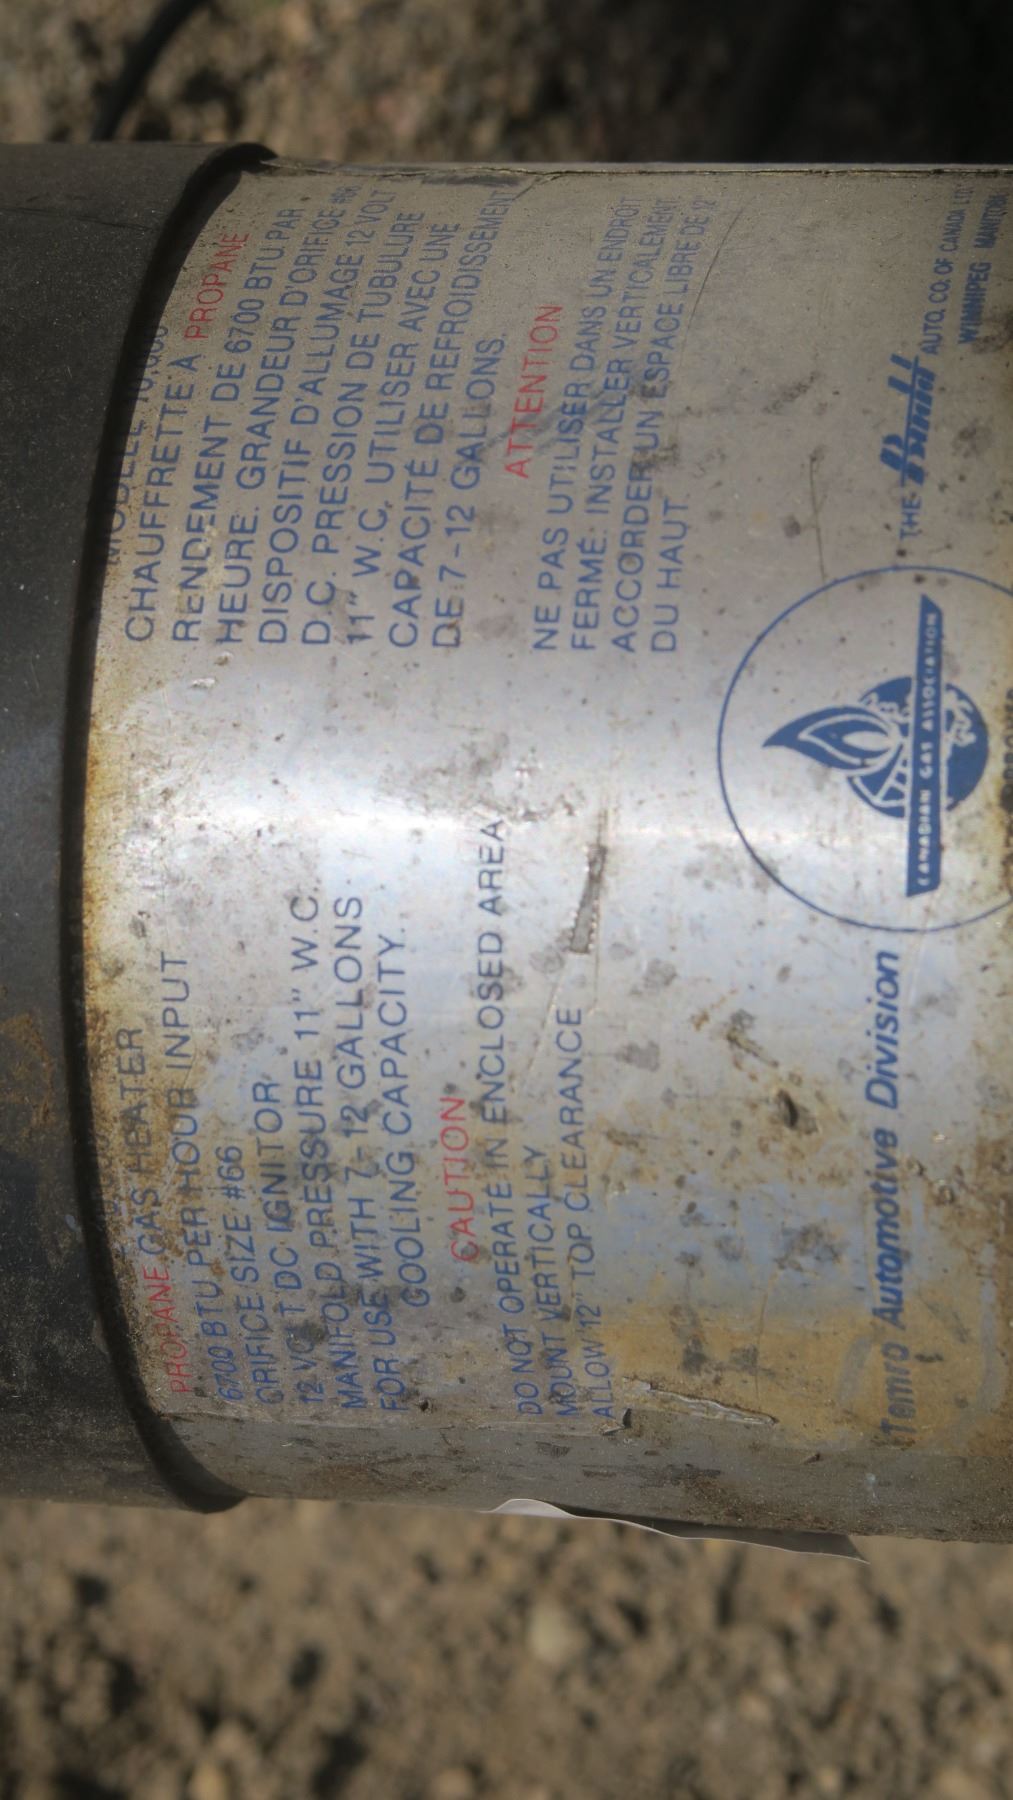 PROPANE GAS HEATER
6700 BTU PER HOUR INPUT
ORIFICE SIZE #66
12 VOLT DC IGNITOR
MANIFOLD PRESSURE 11" W.C.
FOR USE WITH 7-12 GALLONS
COOLING CAPACITY.
CAUTION
DO NOT OPERATE IN ENCLOSED AREA
MOUNT VERTICALLY
ALLOW 12" TOP CLEARANCE
Temro Automotive Division
CHAUFFRETTE À PROPANE
RENDEMENT DE 6700 BTU PAR
HEURE. GRANDEUR D'ORIFICE #66
DISPOSITIF D'ALLUMAGE 12 VOLT
D.C. PRESSION DE TUBULURE
11" W.C. UTILISER AVEC UNE
CAPACITÉ DE REFROIDISSEMENT
DE 7-12 GALLONS.
ATTENTION
NE PAS UTILISER DANS UN ENDROIT
FERMÉ. INSTALLER VERTICALEMENT
ACCORDER UN ESPACE LIBRE DE 12"
DU HAUT
CANADIAN GAS ASSOCIATION
THE Budd AUTO. CO. OF CANADA LTD
WINNIPEG MANITOBA